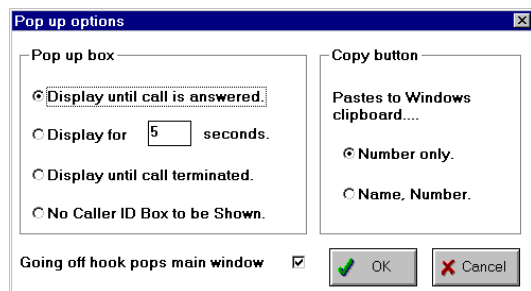 Pop up options
Pop up box
Display until call is answered.
Display for 5 seconds.
Display until call terminated.
No Caller ID Box to be Shown.
Copy button
Pastes to Windows
clipboard....
Number only.
Name, Number.
Going off hook pops main window
OK
Cancel